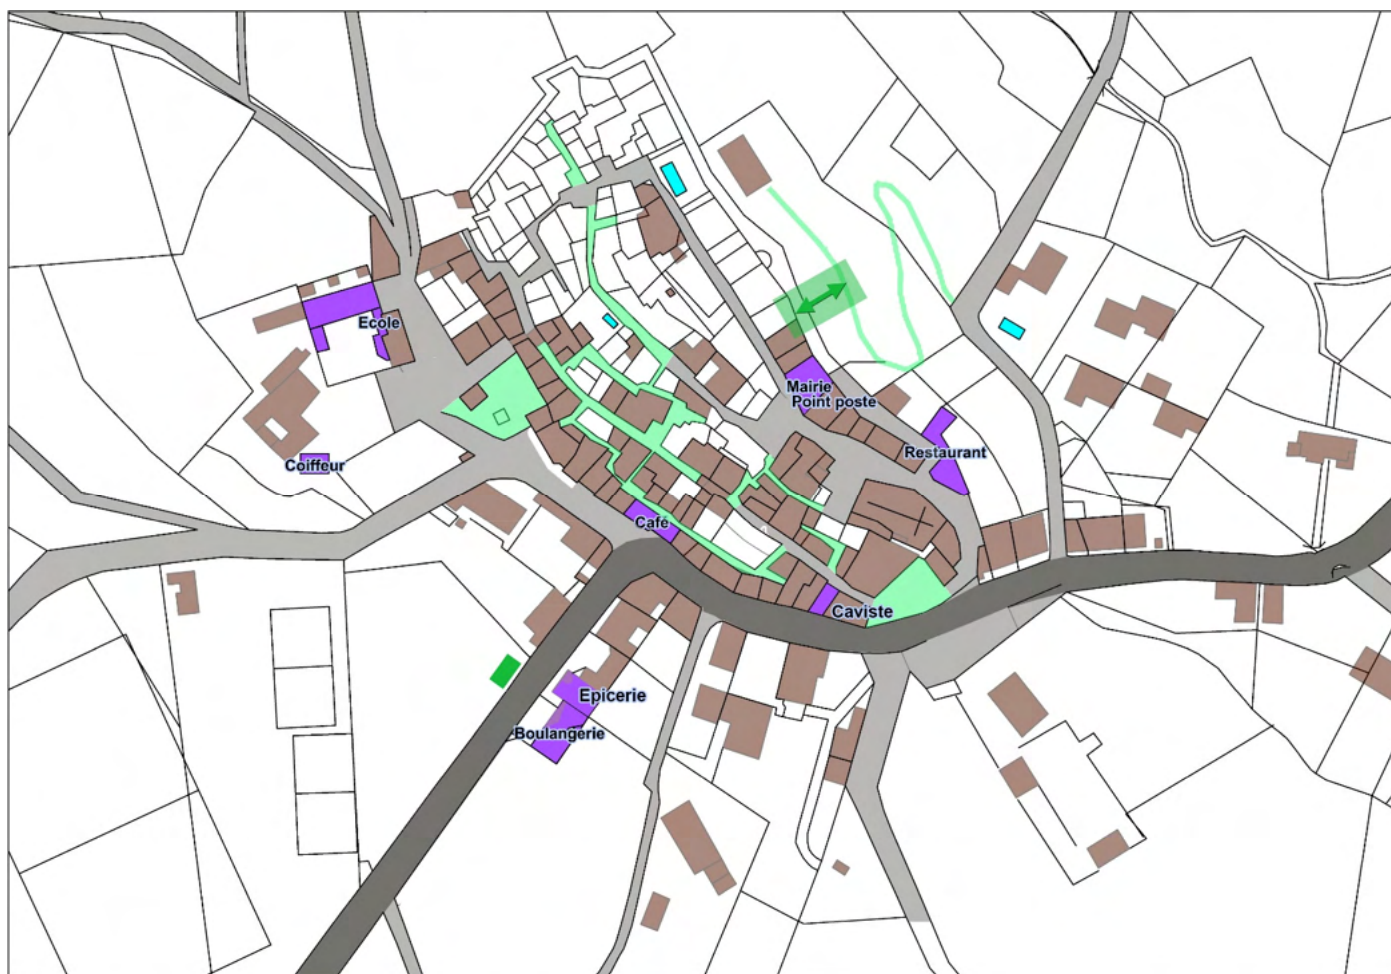 Ecole
Mairie
Point poste
Restaurant
Coiffeur
Café
Caviste
Epicerie
Boulangerie